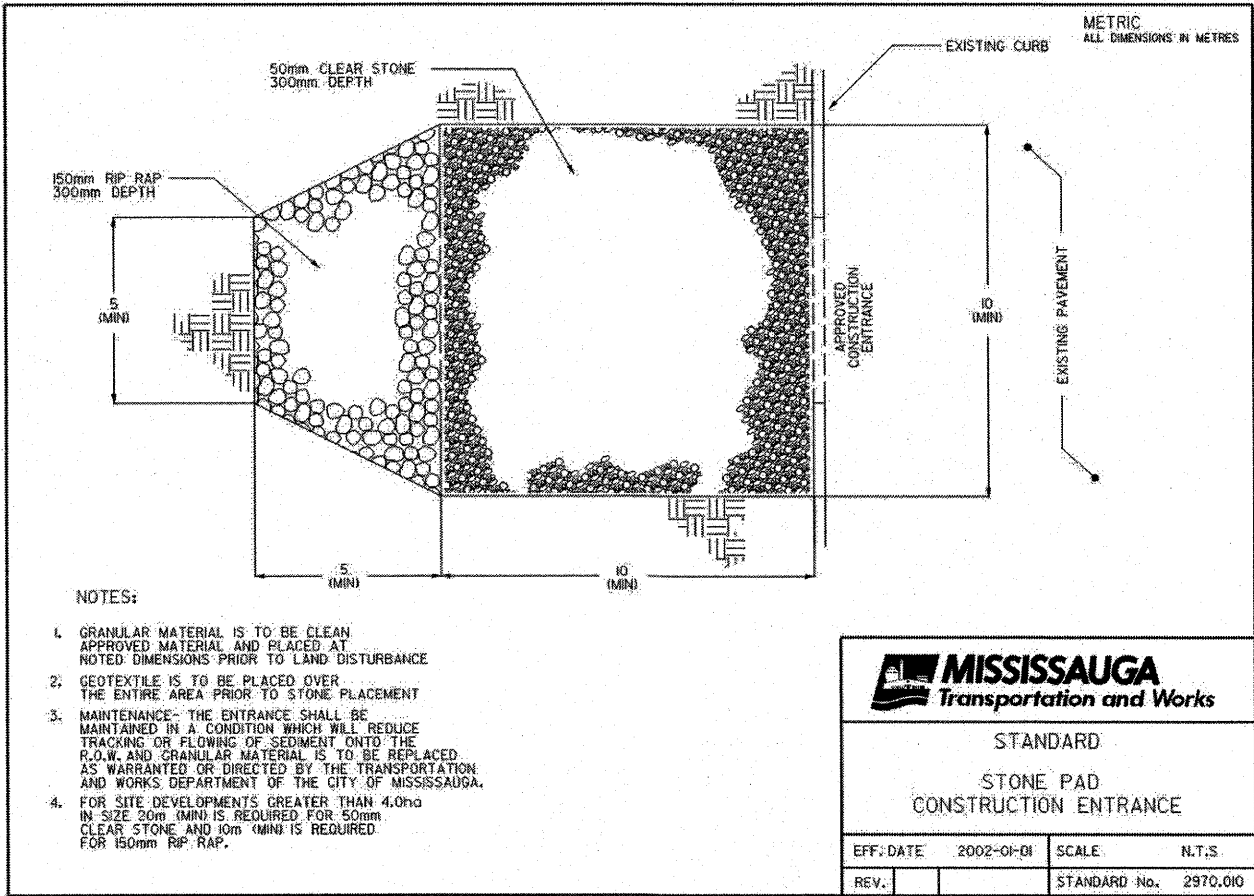 METRIC
ALL DIMENSIONS IN METRES
EXISTING CURB
50mm CLEAR STONE
300mm DEPTH
150mm RIP RAP
300mm DEPTH
5
(MIN)
APPROVED
CONSTRUCTION
ENTRANCE
10
(MIN)
EXISTING PAVEMENT
5
(MIN)
10
(MIN)
NOTES:
1. GRANULAR MATERIAL IS TO BE CLEAN
APPROVED MATERIAL AND PLACED AT
NOTED DIMENSIONS PRIOR TO LAND DISTURBANCE
2. GEOTEXTILE IS TO BE PLACED OVER
THE ENTIRE AREA PRIOR TO STONE PLACEMENT
3. MAINTENANCE- THE ENTRANCE SHALL BE
MAINTAINED IN A CONDITION WHICH WILL REDUCE
TRACKING OR FLOWING OF SEDIMENT ONTO THE
R.O.W. AND GRANULAR MATERIAL IS TO BE REPLACED
AS WARRANTED OR DIRECTED BY THE TRANSPORTATION
AND WORKS DEPARTMENT OF THE CITY OF MISSISSAUGA.
4. FOR SITE DEVELOPMENTS GREATER THAN 4.0ha
IN SIZE 20m (MIN) IS REQUIRED FOR 50mm
CLEAR STONE AND 10m (MIN) IS REQUIRED
FOR 150mm RIP RAP.
MISSISSAUGA
Transportation and Works
STANDARD
STONE PAD
CONSTRUCTION ENTRANCE
EFF. DATE 2002-01-01 SCALE N.T.S.
REV. STANDARD No. 2970.010